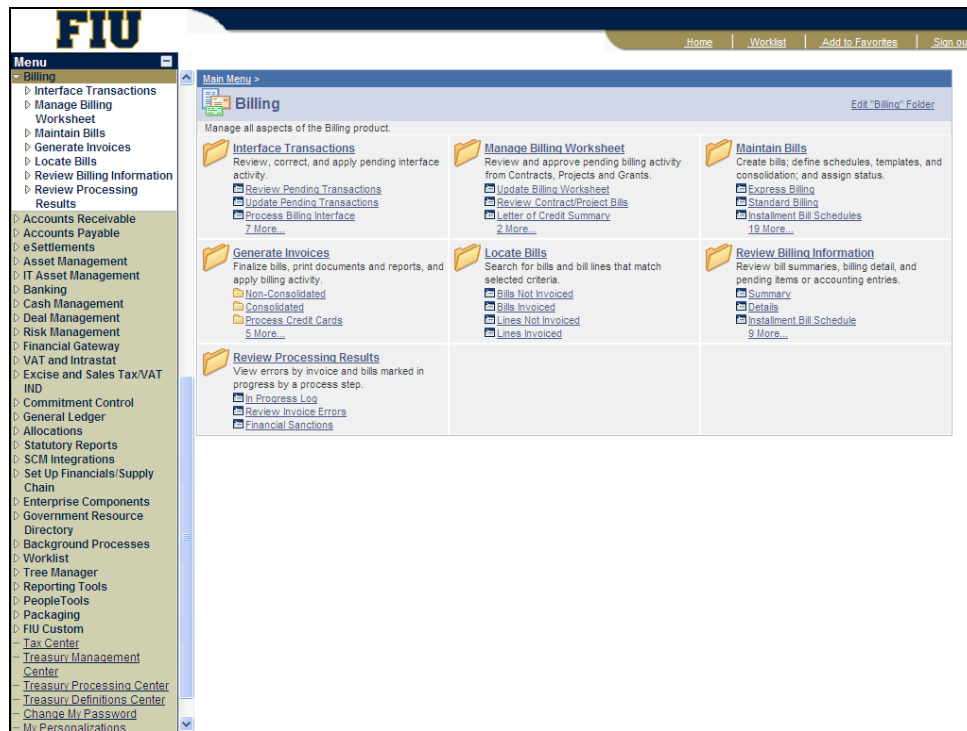 FIU
Home
Worklist
Add to Favorites
Sign ou
Menu
Billing
Interface Transactions
Manage Billing
Worksheet
Maintain Bills
Generate Invoices
Locate Bills
Review Billing Information
Review Processing
Results
Accounts Receivable
Accounts Payable
eSettlements
Asset Management
IT Asset Management
Banking
Cash Management
Deal Management
Risk Management
Financial Gateway
VAT and Intrastat
Excise and Sales Tax/VAT
IND
Commitment Control
General Ledger
Allocations
Statutory Reports
SCM Integrations
Set Up Financials/Supply
Chain
Enterprise Components
Government Resource
Directory
Background Processes
Worklist
Tree Manager
Reporting Tools
PeopleTools
Packaging
FIU Custom
Tax Center
Treasury Management
Center
Treasury Processing Center
Treasury Definitions Center
Change My Password
My Personalizations
Main Menu >
Billing
Edit "Billing" Folder
Manage all aspects of the Billing product.
Interface Transactions
Review, correct, and apply pending interface
activity.
Review Pending Transactions
Update Pending Transactions
Process Billing Interface
7 More...
Manage Billing Worksheet
Review and approve pending billing activity
from Contracts, Projects and Grants.
Update Billing Worksheet
Review Contract/Project Bills
Letter of Credit Summary
2 More...
Maintain Bills
Create bills; define schedules, templates, and
consolidation; and assign status.
Express Billing
Standard Billing
Installment Bill Schedules
19 More...
Generate Invoices
Finalize bills, print documents and reports, and
apply billing activity.
Non-Consolidated
Consolidated
Process Credit Cards
5 More...
Locate Bills
Search for bills and bill lines that match
selected criteria.
Bills Not Invoiced
Bills Invoiced
Lines Not Invoiced
Lines Invoiced
Review Billing Information
Review bill summaries, billing detail, and
pending items or accounting entries.
Summary
Details
Installment Bill Schedule
9 More...
Review Processing Results
View errors by invoice and bills marked in
progress by a process step.
In Progress Log
Review Invoice Errors
Financial Sanctions